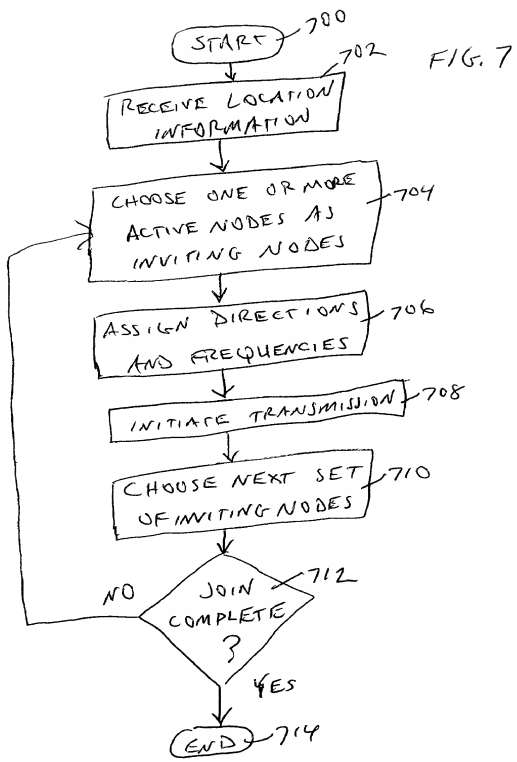 START
700
FIG. 7
702
RECEIVE LOCATION
INFORMATION
CHOOSE ONE OR MORE
ACTIVE NODES AS
INVITING NODES
704
ASSIGN DIRECTIONS
AND FREQUENCIES
706
INITIATE TRANSMISSION
708
CHOOSE NEXT SET
OF INVITING NODES
710
712
JOIN
COMPLETE
?
NO
YES
END
714